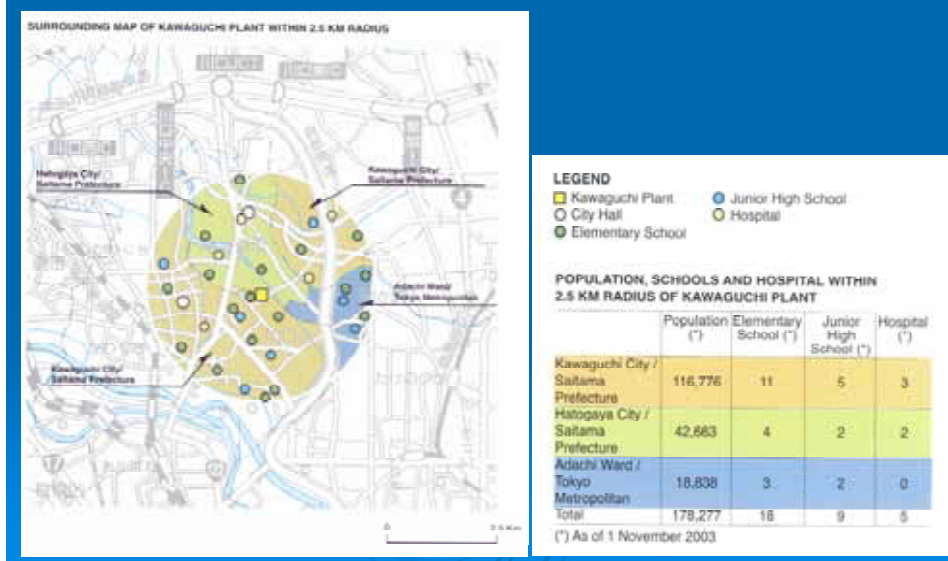 SURROUNDING MAP OF KAWAGUCHI PLANT WITHIN 2.5 KM RADIUS
Hatogaya City/
Saitama Prefecture
Kawaguchi City/
Saitama Prefecture
Adachi Ward/
Tokyo Metropolitan
Kawaguchi City/
Saitama Prefecture
0 2.5 Km
LEGEND
Kawaguchi Plant
Junior High School
City Hall
Hospital
Elementary School
POPULATION, SCHOOLS AND HOSPITAL WITHIN
2.5 KM RADIUS OF KAWAGUCHI PLANT
Population (*) Elementary School (*) Junior High School (*) Hospital (*)
Kawaguchi City / Saitama Prefecture 116,776 11 5 3
Hatogaya City / Saitama Prefecture 42,663 4 2 2
Adachi Ward / Tokyo Metropolitan 18,838 3 2 0
Total 178,277 18 9 5
(*) As of 1 November 2003